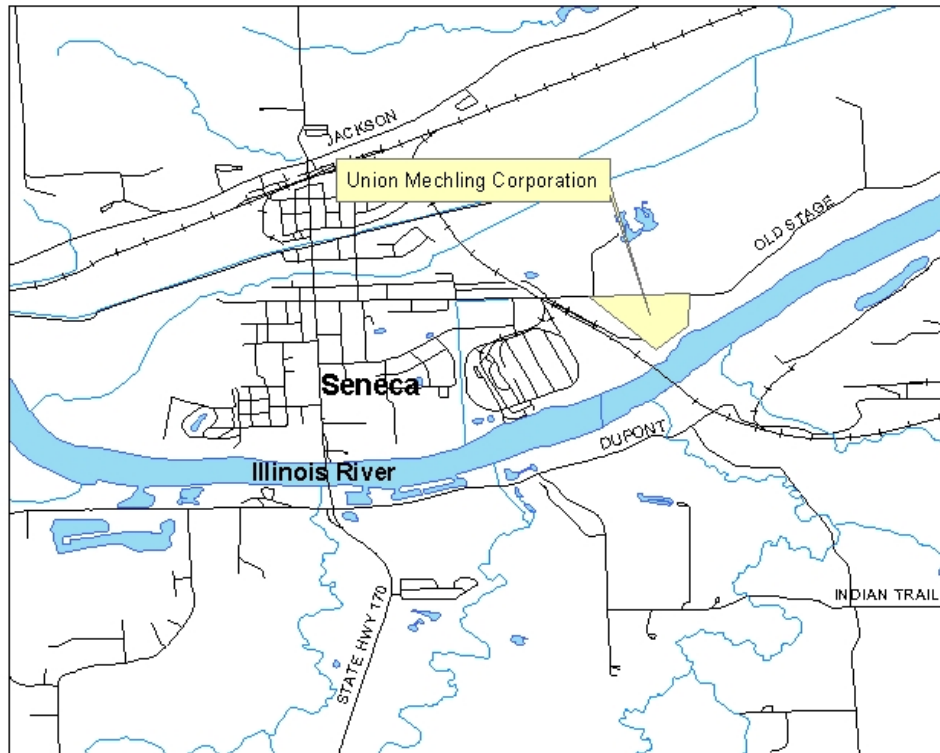 JACKSON
Union Mechling Corporation
OLD STAGE
Seneca
DUPONT
Illinois River
STATE HWY 170
INDIAN TRAIL